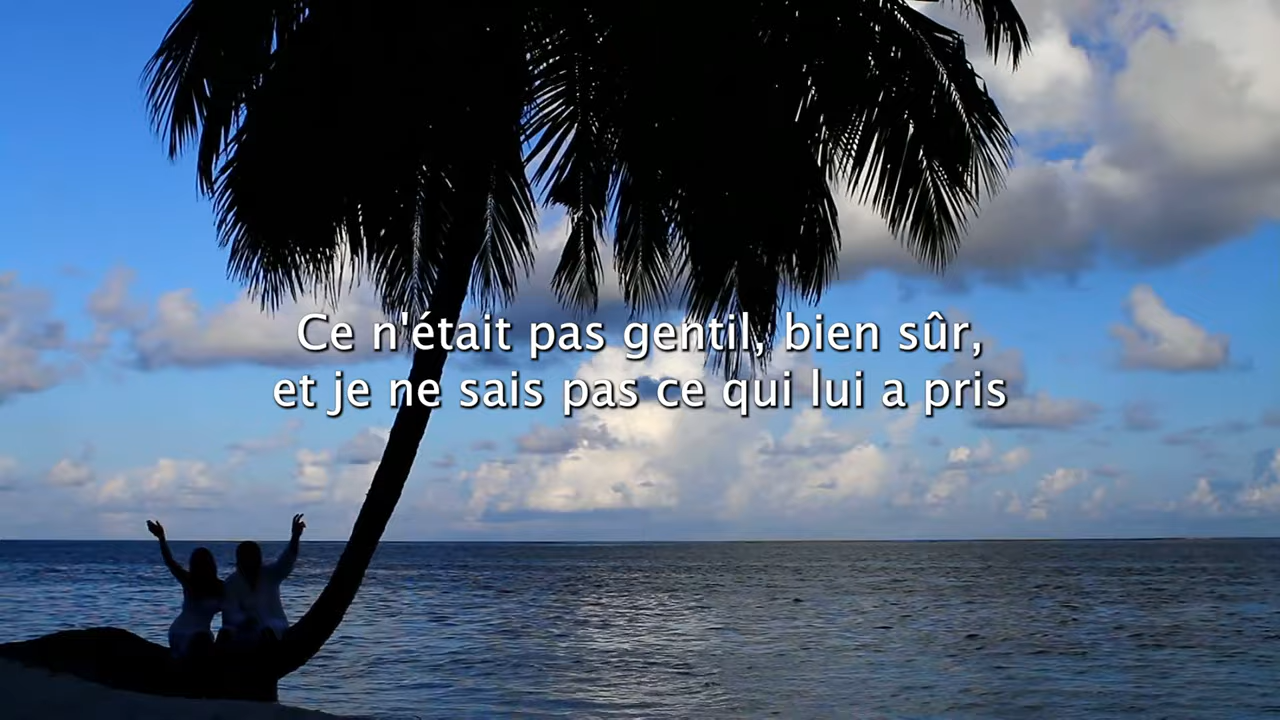 Ce n'était pas gentil, bien sûr,
et je ne sais pas ce qui lui a pris